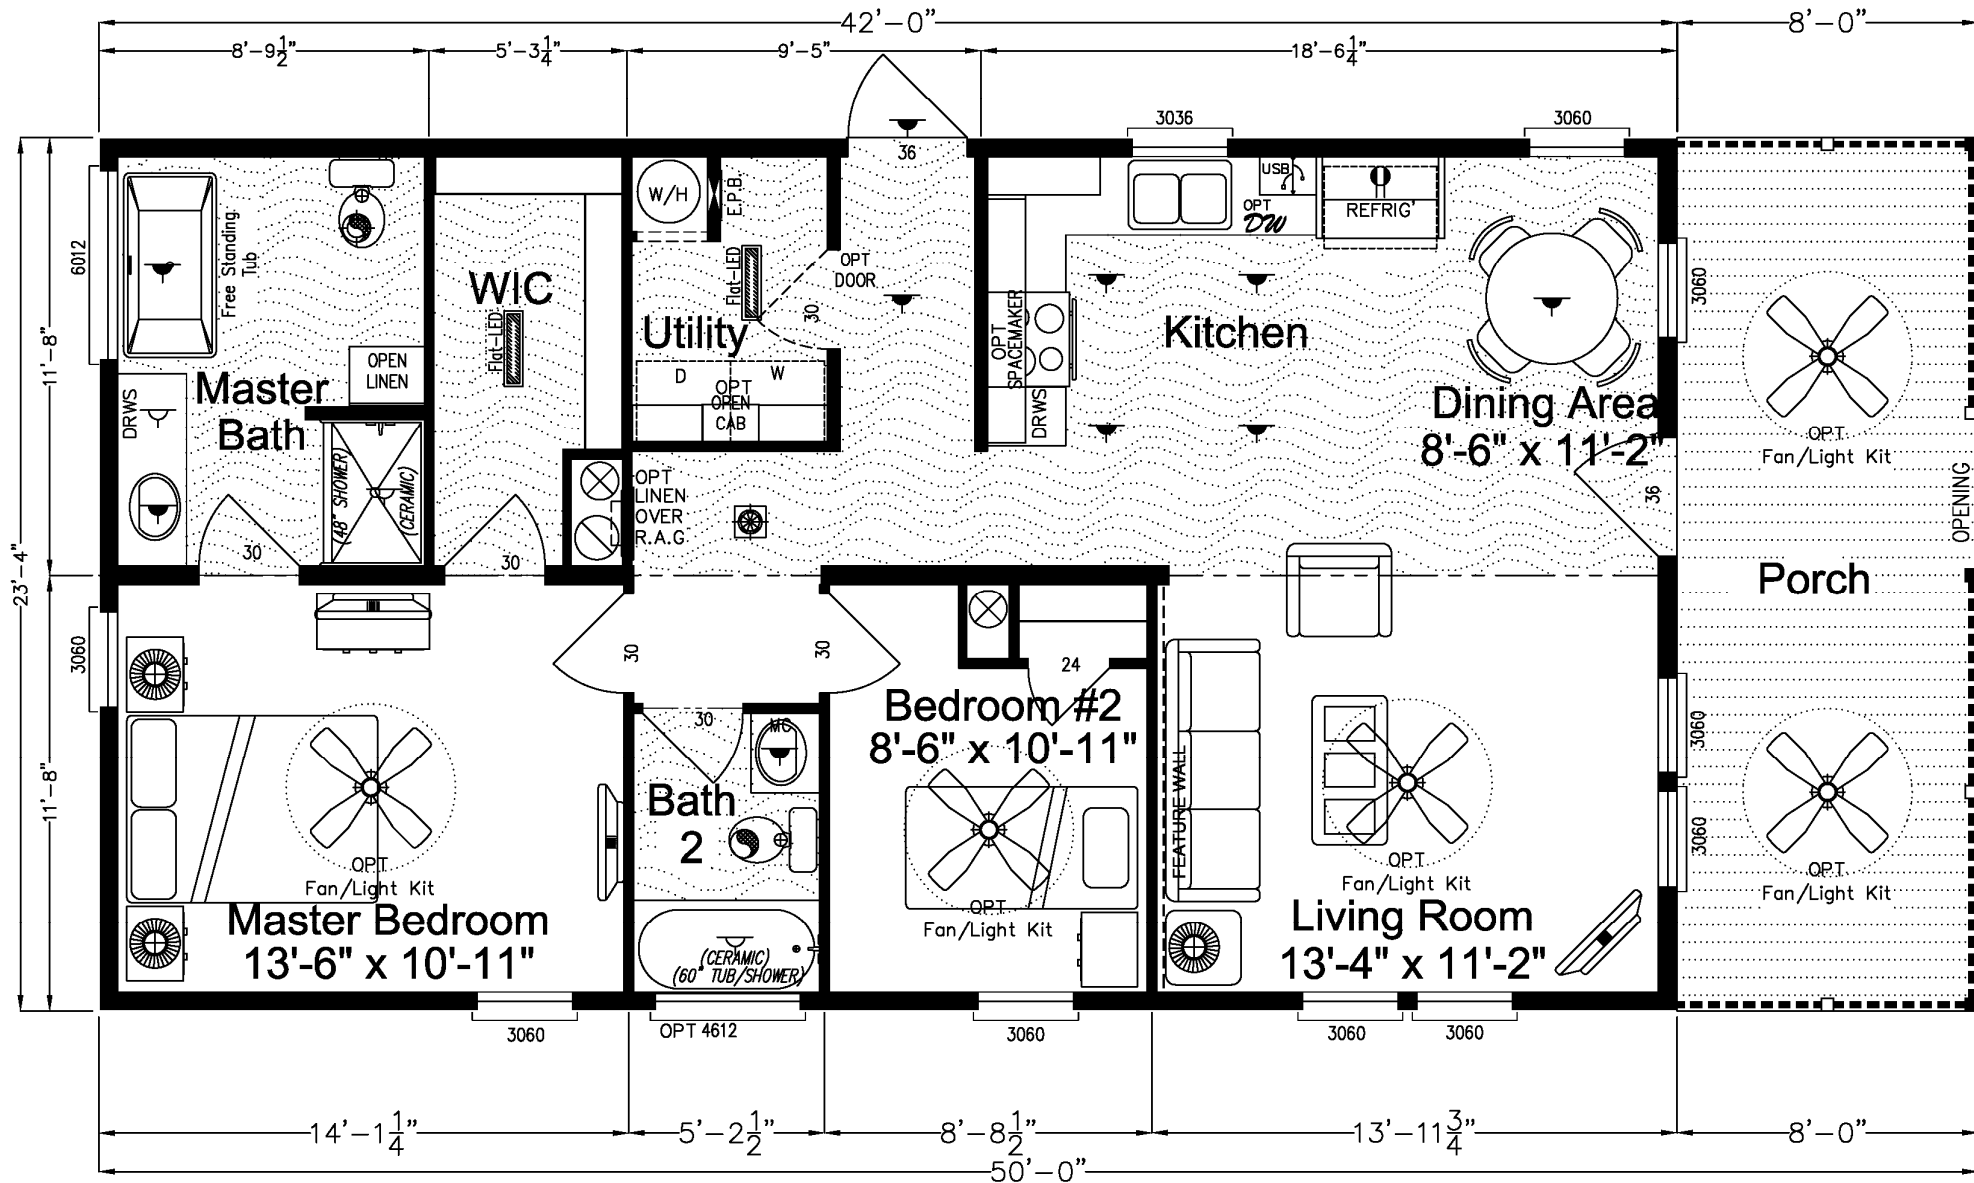 42'-0"
8'-0"
8'-9 1/2"
5'-3 1/4"
9'-5"
18'-6 1/4"
3036
3060
36
W/H
E.P.B.
USB
OPT
DW
REFRIG'
6012
Free Standing
Tub
WIC
Flat-LED
Flat-LED
OPT
DOOR
30
Utility
OPT
SPACEMAKER
Kitchen
3060
11'-8"
23'-4"
OPEN
LINEN
Master
Bath
DRWS
D
W
OPT
OPEN
CAB
DRWS
Dining Area
8'-6" x 11'-2"
OPT
Fan/Light Kit
(48" SHOWER)
(CERAMIC)
OPT
LINEN
OVER
R.A.G
36
OPENING
30
30
Porch
3060
30
30
24
11'-8"
Bedroom #2
8'-6" x 10'-11"
30
MC
FEATURE WALL
3060
3060
Bath
2
OPT
Fan/Light Kit
OPT
Fan/Light Kit
OPT
Fan/Light Kit
OPT
Fan/Light Kit
Master Bedroom
13'-6" x 10'-11"
(CERAMIC)
(60" TUB/SHOWER)
Living Room
13'-4" x 11'-2"
3060
OPT 4612
3060
3060
3060
14'-1 1/4"
5'-2 1/2"
8'-8 1/2"
13'-11 3/4"
8'-0"
50'-0"